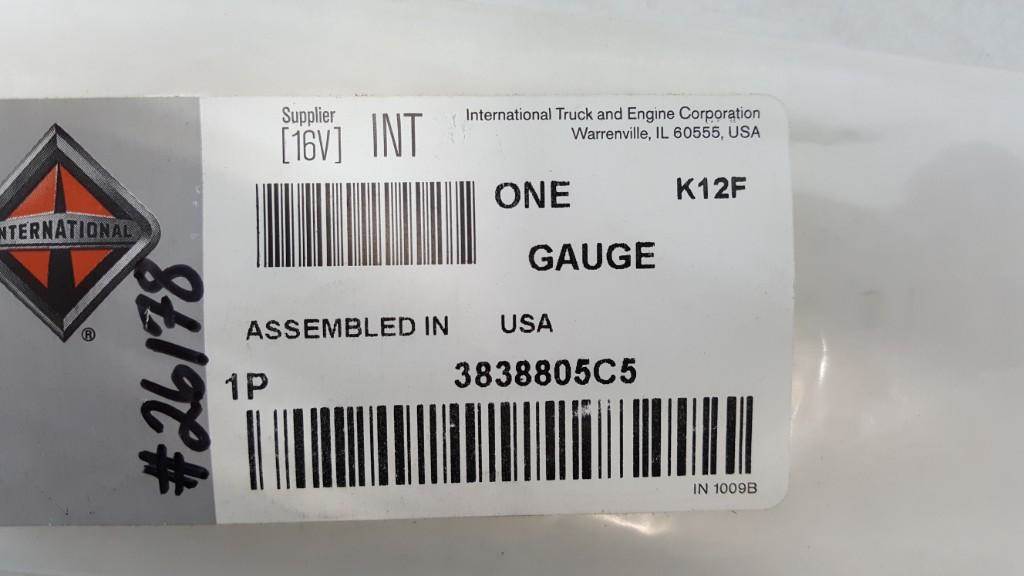 Supplier
[16V] INT
International Truck and Engine Corporation
Warrenville, IL 60555, USA
ONE K12F
GAUGE
ASSEMBLED IN USA
1P 3838805C5
IN 1009B
NTERNATIONAL
®
#26178